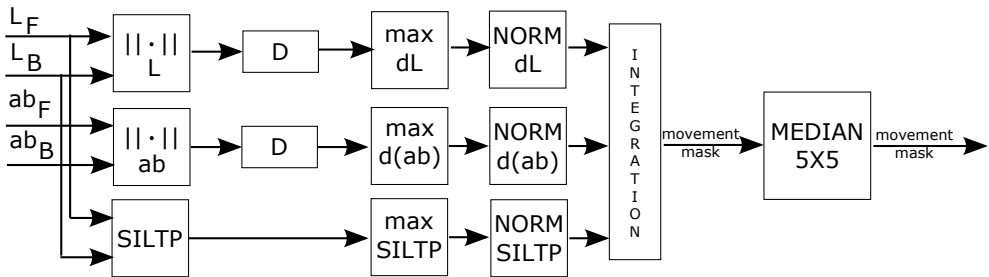 L_F
L_B
ab_F
ab_B
||·||
L
D
max
dL
NORM
dL
||·||
ab
D
max
d(ab)
NORM
d(ab)
SILTP
max
SILTP
NORM
SILTP
INTEGRATION
movement
mask
MEDIAN
5X5
movement
mask